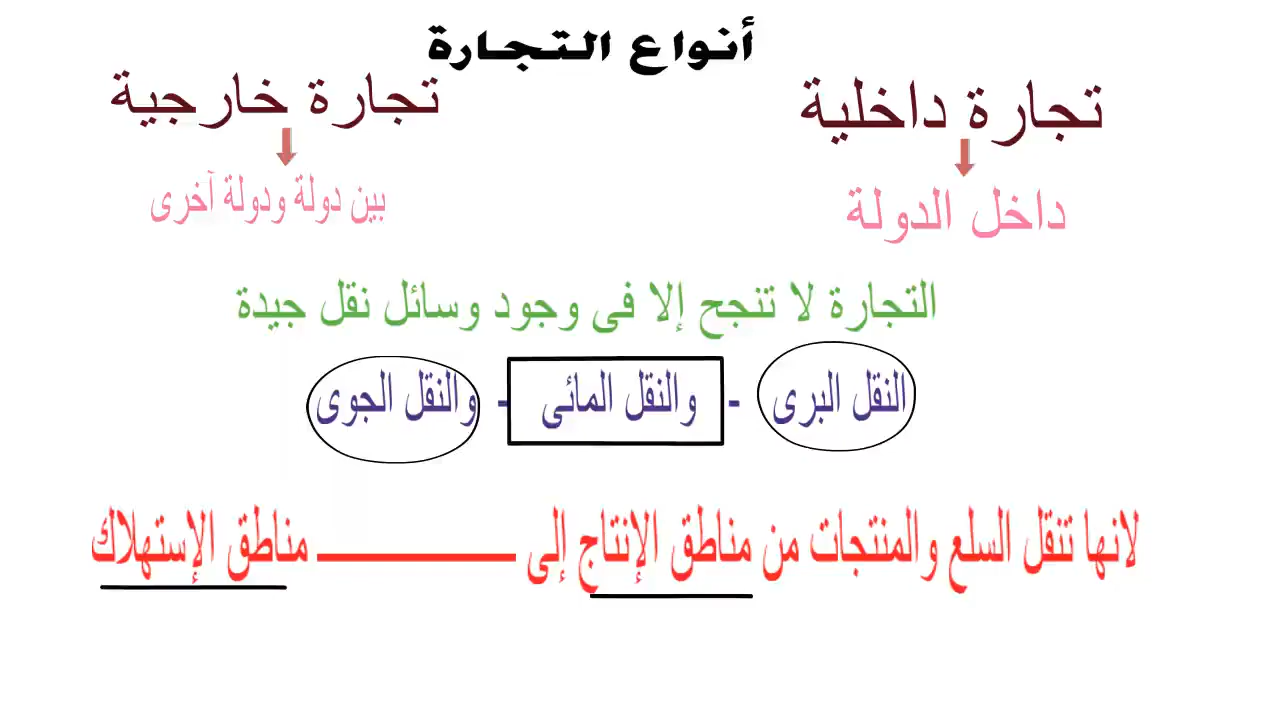 أنواع التجارة
تجارة داخلية
تجارة خارجية
داخل الدولة
بين دولة ودولة آخرى
التجارة لا تنجح إلا فى وجود وسائل نقل جيدة
النقل البرى - والنقل المائى - والنقل الجوى
لانها تنقل السلع والمنتجات من مناطق الإنتاج إلى ــــــــــــ مناطق الإستهلاك